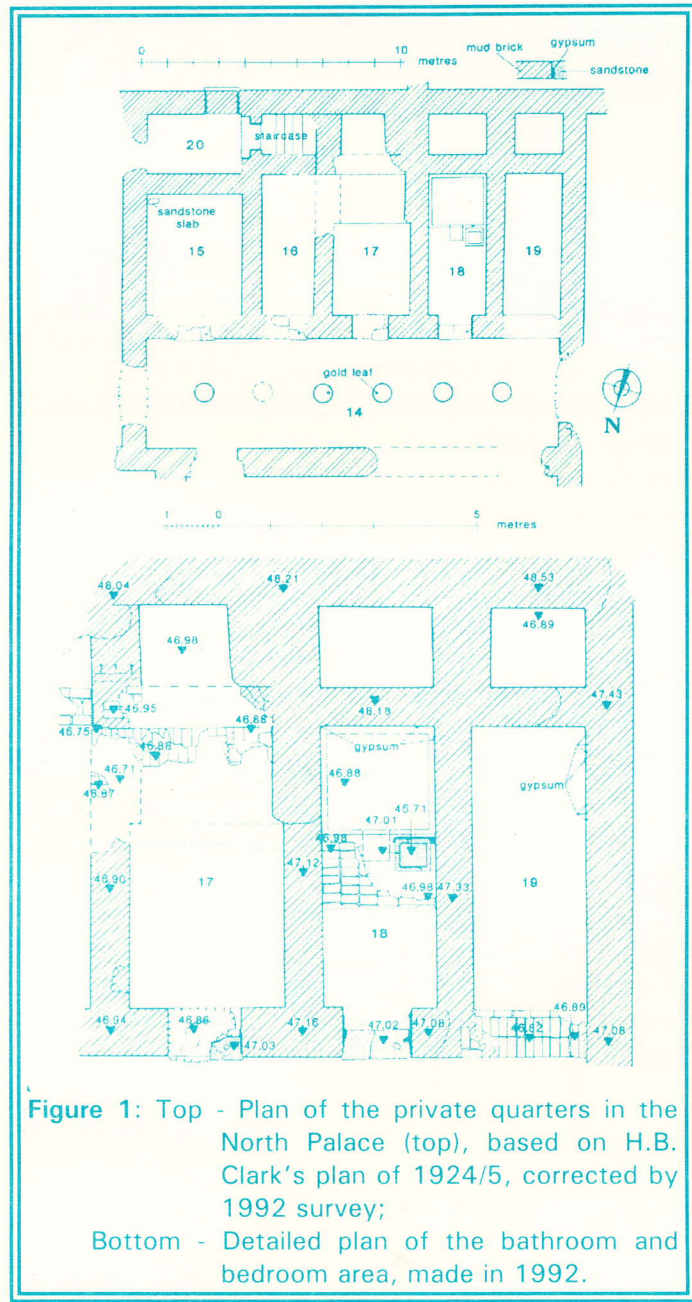 0 10
metres
mud brick
gypsum
sandstone
20
staircase
sandstone
slab
15
16
17
18
19
gold leaf
14
N
1 0 5
metres
48.04
48.21
48.53
46.89
46.98
47.43
46.95
48.18
46.75
46.88
46.86
gypsum
46.71
46.88
46.71
gypsum
46.87
47.01
46.98
47.12
46.90
17
46.98
47.33
19
18
46.89
46.94
46.86
47.16
47.02
47.08
46.82
47.08
47.03
Figure 1: Top - Plan of the private quarters in the
North Palace (top), based on H.B.
Clark's plan of 1924/5, corrected by
1992 survey;
Bottom - Detailed plan of the bathroom and
bedroom area, made in 1992.